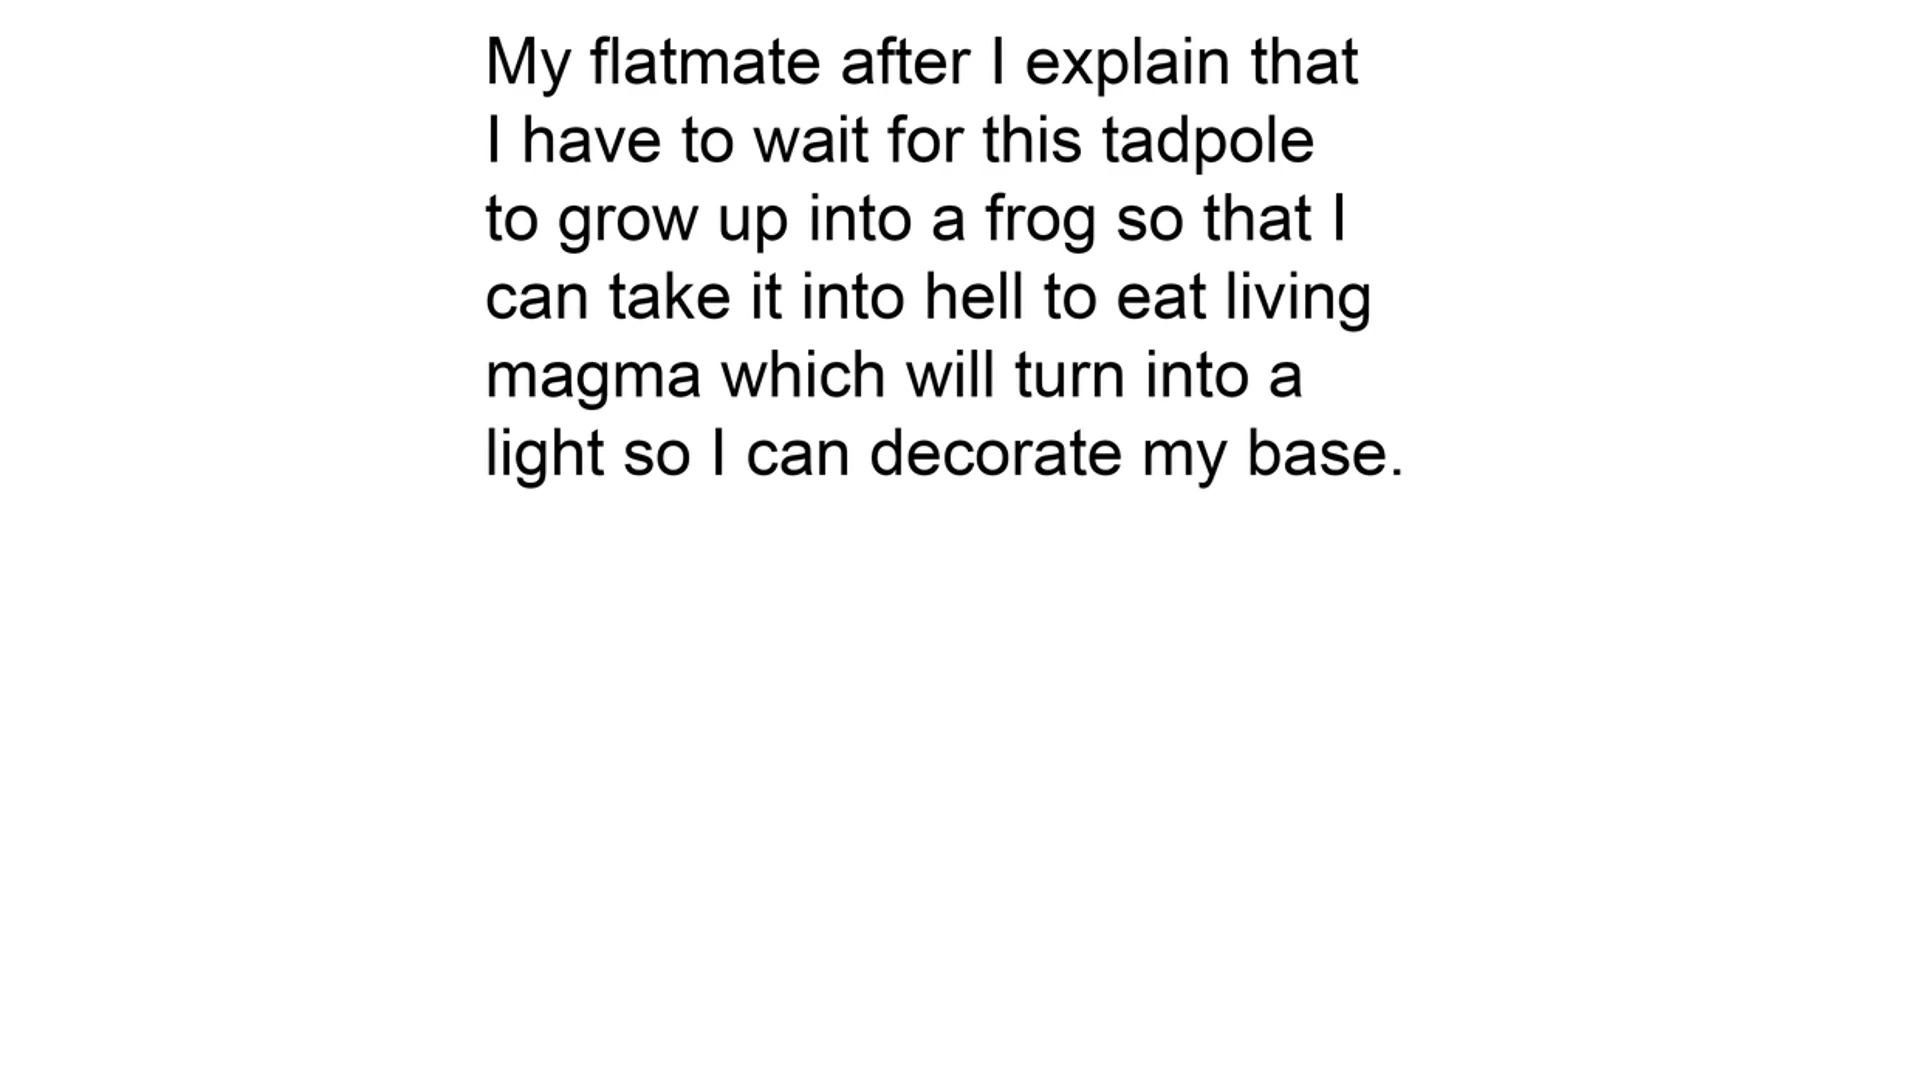 My flatmate after I explain that
I have to wait for this tadpole
to grow up into a frog so that I
can take it into hell to eat living
magma which will turn into a
light so I can decorate my base.